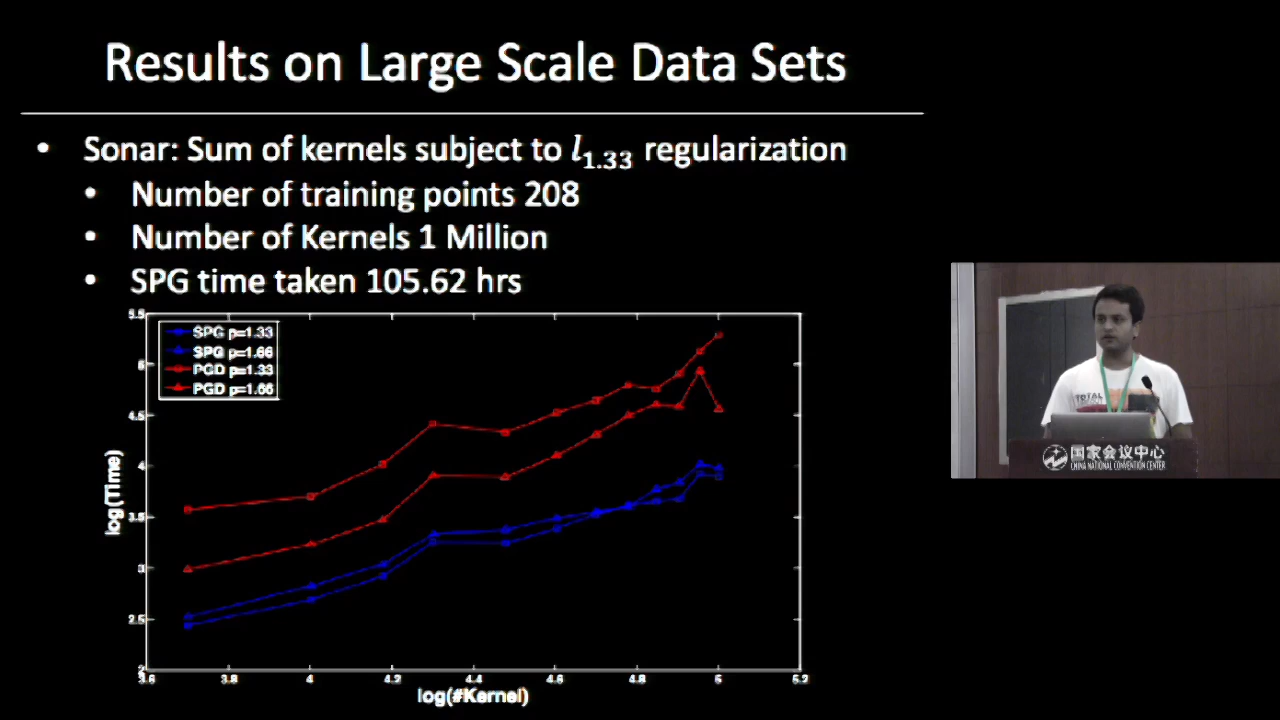 Results on Large Scale Data Sets
• Sonar: Sum of kernels subject to l1.33 regularization
• Number of training points 208
• Number of Kernels 1 Million
• SPG time taken 105.62 hrs
SPG p=1.33
SPG p=1.66
PGD p=1.33
PGD p=1.66
5.5
5
4.5
4
3.5
3
2.5
2
log(Time)
3.6 3.8 4 4.2 4.4 4.6 4.8 5 5.2
log(#Kernel)
TOTAL
国家会议中心
CHINA NATIONAL CONVENTION CENTER